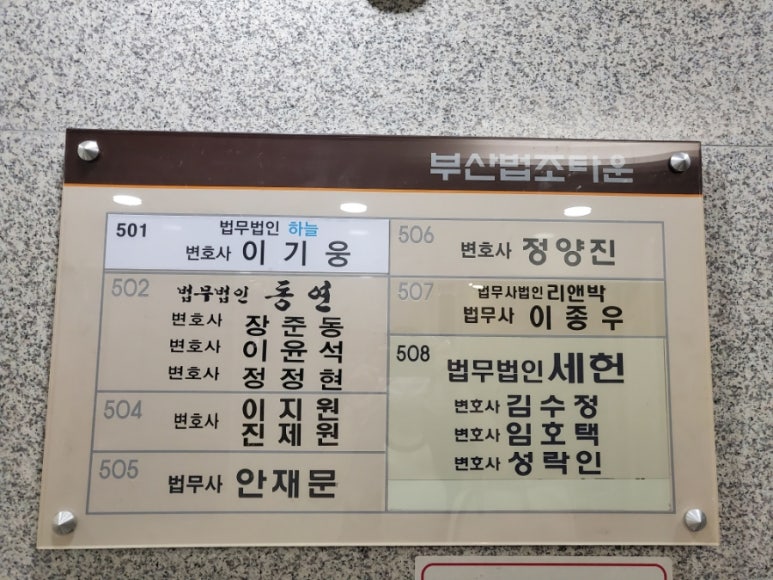 부산법조타운
501
법무법인 하늘
변호사 이기웅
502
법무법인 동연
변호사 장준동
변호사 이윤석
변호사 정정현
504
변호사 이지원
진제원
505
법무사 안재문
506
변호사 정양진
507
법무사법인 리앤박
법무사 이종우
508
법무법인 세헌
변호사 김수정
변호사 임호택
변호사 성락인